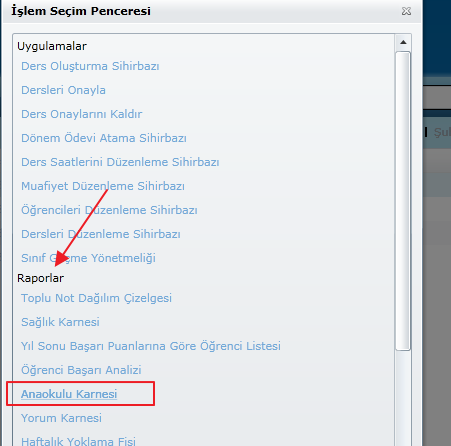 İşlem Seçim Penceresi
Uygulamalar
Ders Oluşturma Sihirbazı
Dersleri Onayla
Ders Onaylarını Kaldır
Dönem Ödevi Atama Sihirbazı
Ders Saatlerini Düzenleme Sihirbazı
Muafiyet Düzenleme Sihirbazı
Öğrencileri Düzenleme Sihirbazı
Dersleri Düzenleme Sihirbazı
Sınıf Geçme Yönetmeliği
Raporlar
Toplu Not Dağılım Çizelgesi
Sağlık Karnesi
Yıl Sonu Başarı Puanlarına Göre Öğrenci Listesi
Öğrenci Başarı Analizi
Anaokulu Karnesi
Yorum Karnesi
Haftalık Yoklama Fişi